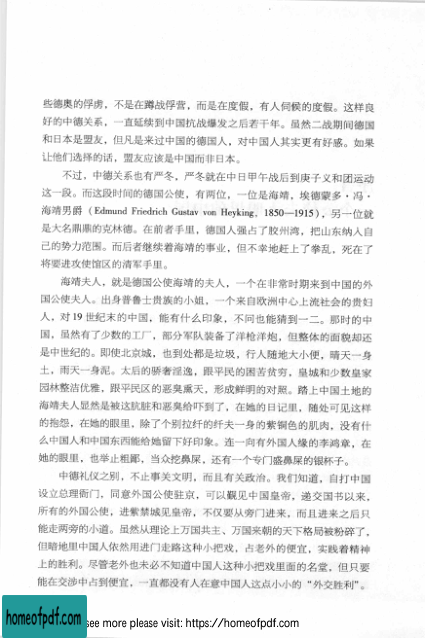 些德奥的俘虏，不是在蹲战俘营，而是在度假，有人伺候的度假。这样良
好的中德关系，一直延续到中国抗战爆发之后若干年。虽然二战期间德国
和日本是盟友，但凡是来过中国的德国人，对中国人其实更有好感。如果
让他们选择的话，盟友应该是中国而非日本。
不过，中德关系也有严冬，严冬就在中日甲午战后到庚子义和团运动
这一段。而这段时间的德国公使，有两位，一位是海靖，埃德蒙多·冯·
海靖男爵（Edmund Friedrich Gustav von Heyking，1850—1915），另一位就
是大名鼎鼎的克林德。在前者手里，德国人强占了胶州湾，把山东纳入自
己的势力范围。而后者继续着海靖的事业，但不幸地赶上了拳乱，死在了
将要进攻使馆区的清军手里。
海靖夫人，就是德国公使海靖的夫人，一个在非常时期来到中国的外
国公使夫人。出身普鲁士贵族的小姐，一个来自欧洲中心上流社会的贵妇
人，对19世纪末的中国，能有什么印象，不问也能猜到一二。那时的中
国，虽然有了少数的工厂，部分军队装备了洋枪洋炮，但整体的面貌却还
是中世纪的。即使北京城，也到处都是垃圾，行人随地大小便，晴天一身
土，雨天一身泥。太后的骄奢淫逸，跟平民的困苦贫穷，皇城和少数皇家
园林整洁优雅，跟平民区的恶臭熏天，形成鲜明的对照。踏上中国土地的
海靖夫人显然是被这肮脏和恶臭给吓到了，在她的日记里，随处可见这样
的抱怨，在她的眼里，除了个别拉纤的纤夫一身的紫铜色的肌肉，没有什
么中国人和中国东西能给她留下好印象。连一向有外国人缘的李鸿章，在
她的眼里，也举止粗鄙，当众挖鼻屎，还有一个专门盛鼻屎的银杯子。
中德礼仪之别，不止事关文明，而且有关政治。我们知道，自打中国
设立总理衙门，同意外国公使驻京，可以觐见中国皇帝，递交国书以来，
所有的外国公使，进紫禁城见皇帝，不仅要从旁门进来，而且进来之后只
能走两旁的小道。虽然从理论上万国共主、万国来朝的天下格局被粉碎了，
但暗地里中国人依然用进门走路这种小把戏，占老外的便宜，实践着精神
上的胜利。尽管老外也未必不知道中国人这种小把戏里面的名堂，但只要
能在交涉中占到便宜，一直都没有人在意中国人这点小小的“外交胜利”。
homeofpdf.com
see more please visit: https://homeofpdf.com